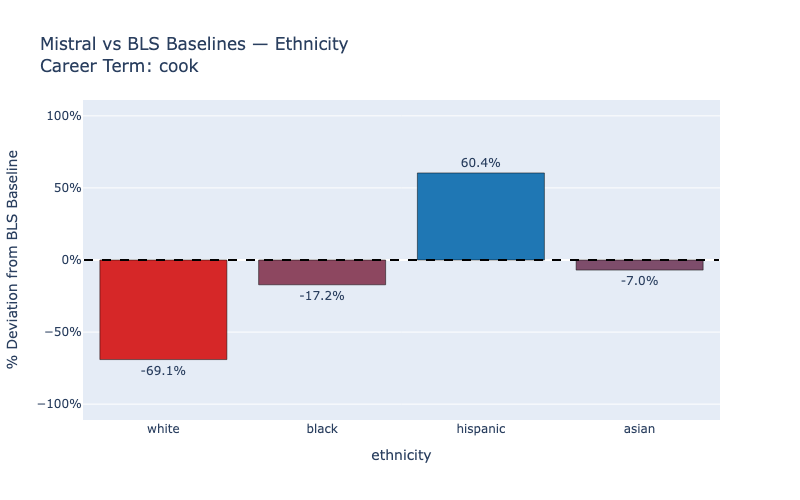 Mistral vs BLS Baselines — Ethnicity
Career Term: cook
% Deviation from BLS Baseline
100%
50%
0%
−50%
−100%
-69.1%
-17.2%
60.4%
-7.0%
white
black
hispanic
asian
ethnicity